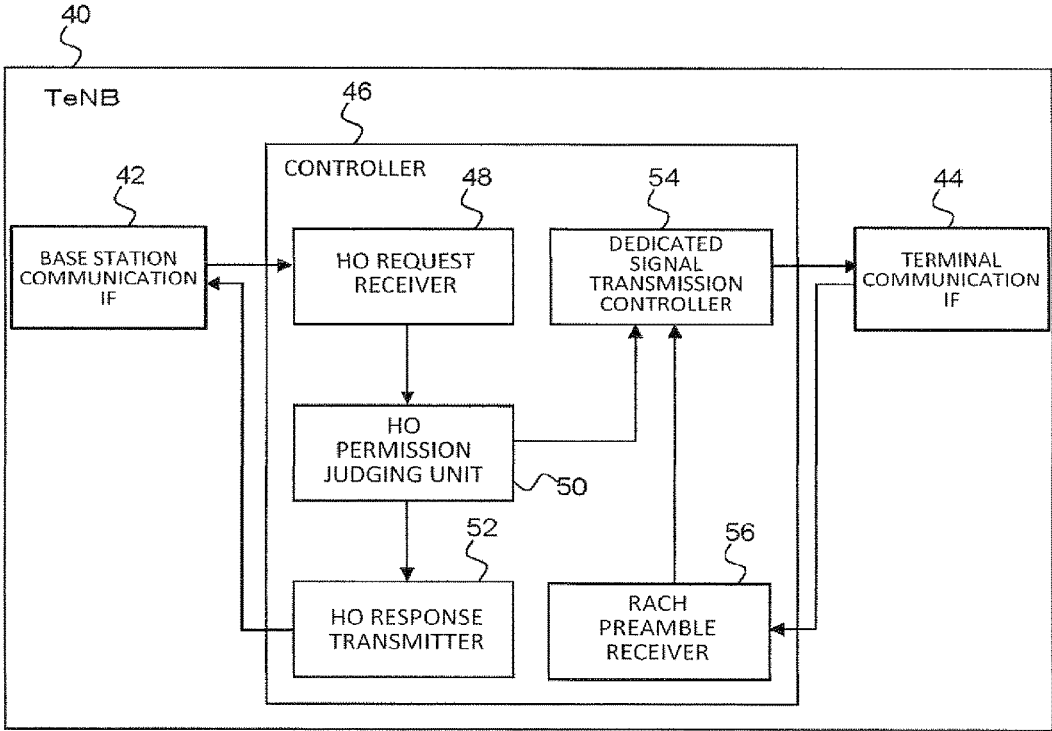 40
TeNB
46
CONTROLLER
42
BASE STATION
COMMUNICATION
IF
48
HO REQUEST
RECEIVER
54
DEDICATED
SIGNAL
TRANSMISSION
CONTROLLER
44
TERMINAL
COMMUNICATION
IF
HO
PERMISSION
JUDGING UNIT
50
52
HO RESPONSE
TRANSMITTER
56
RACH
PREAMBLE
RECEIVER